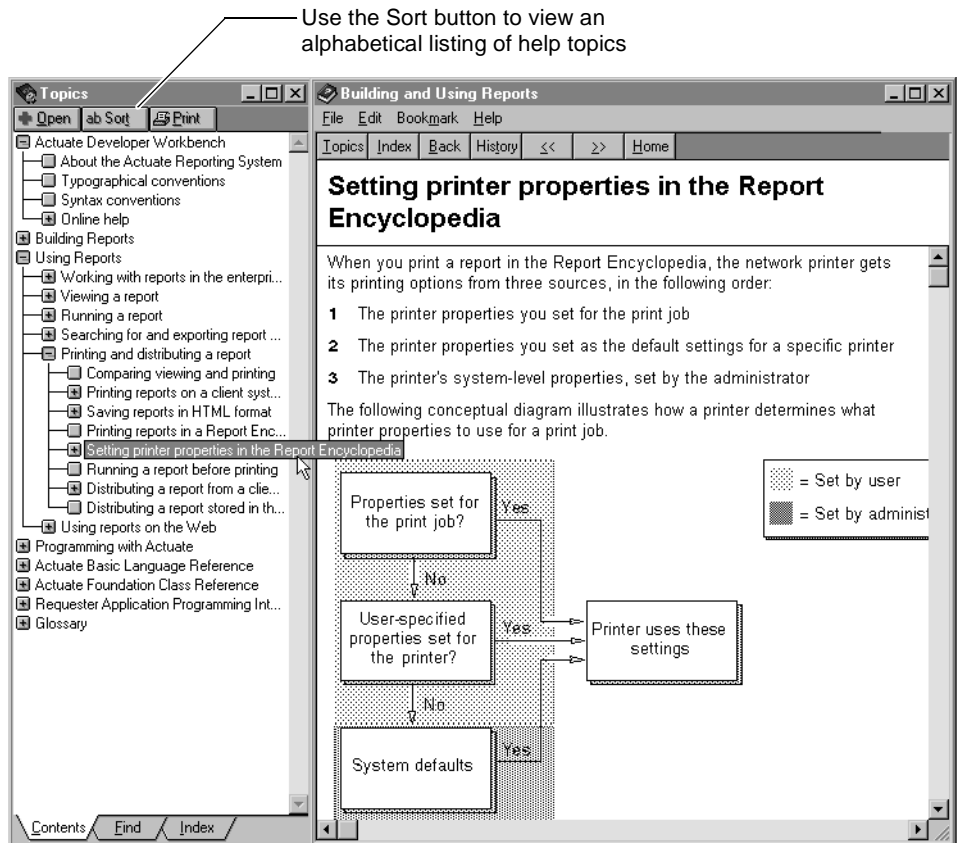 Use the Sort button to view an
alphabetical listing of help topics
Topics
Open ab Sort Print
Actuate Developer Workbench
About the Actuate Reporting System
Typographical conventions
Syntax conventions
Online help
Building Reports
Using Reports
Working with reports in the enterpri...
Viewing a report
Running a report
Searching for and exporting report ...
Printing and distributing a report
Comparing viewing and printing
Printing reports on a client syst...
Saving reports in HTML format
Printing reports in a Report Enc...
Setting printer properties in the Report Encyclopedia
Running a report before printing
Distributing a report from a clie...
Distributing a report stored in th...
Using reports on the Web
Programming with Actuate
Actuate Basic Language Reference
Actuate Foundation Class Reference
Requester Application Programming Int...
Glossary
Contents Find Index
Building and Using Reports
File Edit Bookmark Help
Topics Index Back History << >> Home
Setting printer properties in the Report
Encyclopedia
When you print a report in the Report Encyclopedia, the network printer gets
its printing options from three sources, in the following order:
1 The printer properties you set for the print job
2 The printer properties you set as the default settings for a specific printer
3 The printer's system-level properties, set by the administrator
The following conceptual diagram illustrates how a printer determines what
printer properties to use for a print job.
Properties set for
the print job?
Yes
= Set by user
= Set by administ
No
User-specified
properties set for
the printer?
Yes
Printer uses these
settings
No
System defaults
Yes